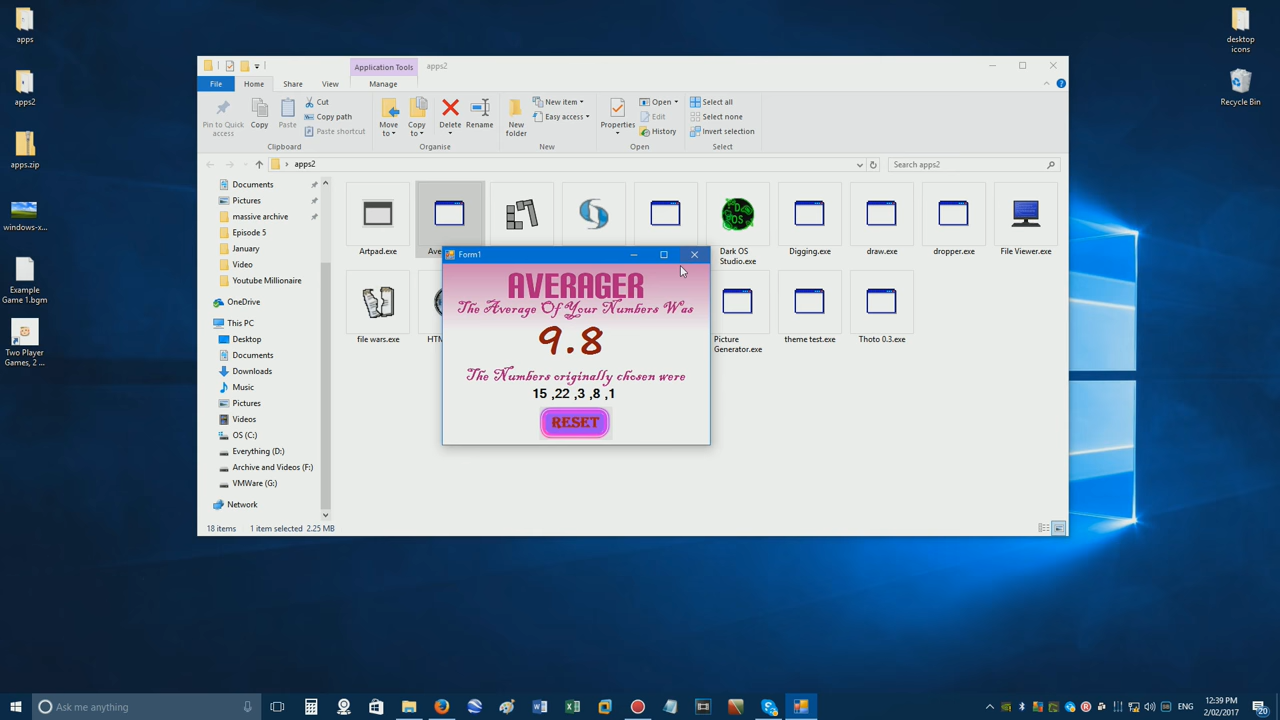 apps
apps2
apps.zip
windows-x...
Example
Game 1.bgm
Two Player
Games, 2 ...
desktop
icons
Recycle Bin
Application Tools
apps2
File
Home
Share
View
Manage
Pin to Quick
access
Copy
Paste
Cut
Copy path
Paste shortcut
Clipboard
Move
to
Copy
to
Delete
Rename
Organise
New
folder
New item
Easy access
New
Properties
Open
Edit
History
Open
Select all
Select none
Invert selection
Select
apps2
Search apps2
Documents
Pictures
massive archive
Episode 5
January
Video
Youtube Millionaire
OneDrive
This PC
Desktop
Documents
Downloads
Music
Pictures
Videos
OS (C:)
Everything (D:)
Archive and Videos (F:)
VMWare (G:)
Network
Artpad.exe
Ave
D
OS
Dark OS
Studio.exe
Digging.exe
draw.exe
dropper.exe
File Viewer.exe
file wars.exe
HTM
Picture
Generator.exe
theme test.exe
Thoto 0.3.exe
Form1
AVERAGER
The Average Of Your Numbers Was
9.8
The Numbers originally chosen were
15 ,22 ,3 ,8 ,1
RESET
18 items
1 item selected 2.25 MB
Ask me anything
ENG
12:39 PM
2/02/2017
20